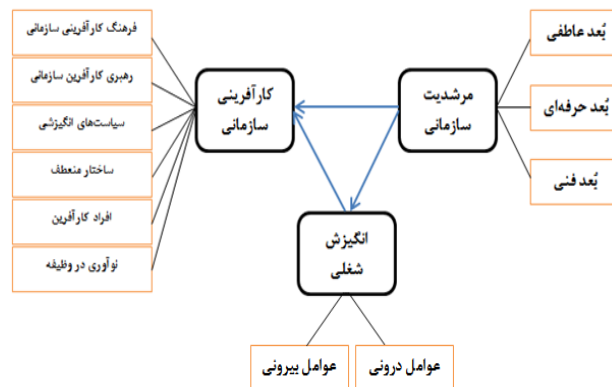 بُعد عاطفی
بُعد حرفه‌ای
بُعد فنی
مرشدیت
سازمانی
کارآفرینی
سازمانی
فرهنگ کارآفرینی سازمانی
رهبری کارآفرین سازمانی
سیاست‌های انگیزشی
ساختار منعطف
افراد کارآفرین
نوآوری در وظیفه
انگیزش
شغلی
عوامل درونی
عوامل بیرونی